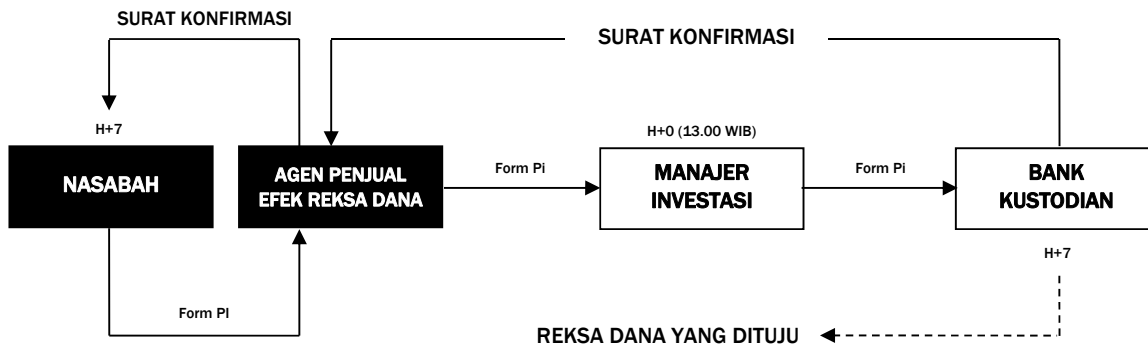 SURAT KONFIRMASI
SURAT KONFIRMASI
H+7
H+0 (13.00 WIB)
NASABAH
AGEN PENJUAL
EFEK REKSA DANA
Form Pi
MANAJER
INVESTASI
Form Pi
BANK
KUSTODIAN
H+7
Form PI
REKSA DANA YANG DITUJU